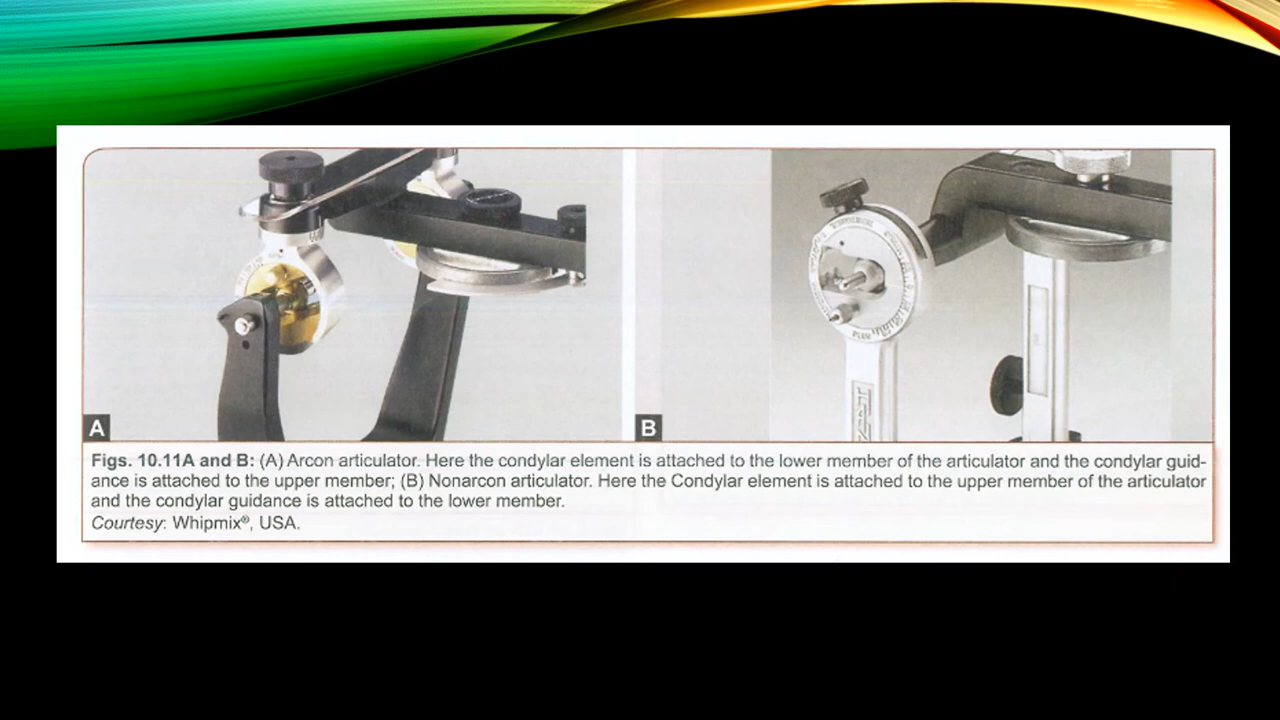 A
B
Figs. 10.11A and B: (A) Arcon articulator. Here the condylar element is attached to the lower member of the articulator and the condylar guid-
ance is attached to the upper member; (B) Nonarcon articulator. Here the Condylar element is attached to the upper member of the articulator
and the condylar guidance is attached to the lower member.
Courtesy: Whipmix®, USA.